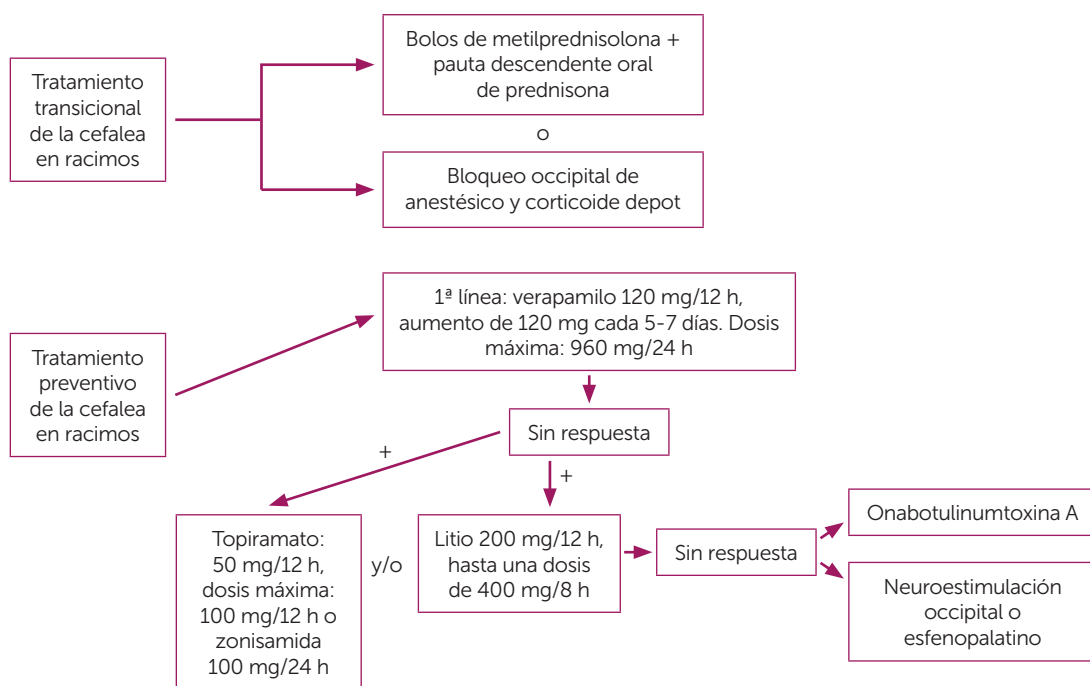 Tratamiento
transicional
de la cefalea
en racimos
Bolos de metilprednisolona +
pauta descendente oral
de prednisona
o
Bloqueo occipital de
anestésico y corticoide depot
Tratamiento
preventivo
de la cefalea
en racimos
1ª línea: verapamilo 120 mg/12 h,
aumento de 120 mg cada 5-7 días. Dosis
máxima: 960 mg/24 h
Sin respuesta
+
+
Topiramato:
50 mg/12 h,
dosis máxima:
100 mg/12 h o
zonisamida
100 mg/24 h
y/o
Litio 200 mg/12 h,
hasta una dosis
de 400 mg/8 h
Sin respuesta
Onabotulinumtoxina A
Neuroestimulación
occipital o
esfenopalatino